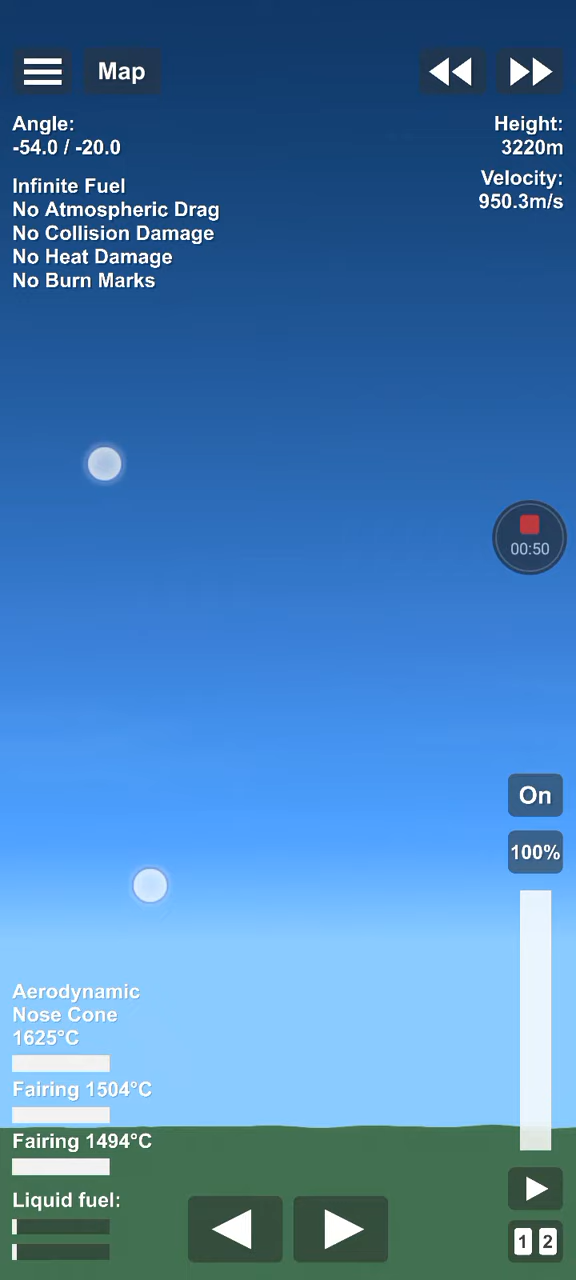 Map
Angle:
-54.0 / -20.0
Infinite Fuel
No Atmospheric Drag
No Collision Damage
No Heat Damage
No Burn Marks
Height:
3220m
Velocity:
950.3m/s
00:50
On
100%
Aerodynamic
Nose Cone
1625°C
Fairing 1504°C
Fairing 1494°C
Liquid fuel:
1 2